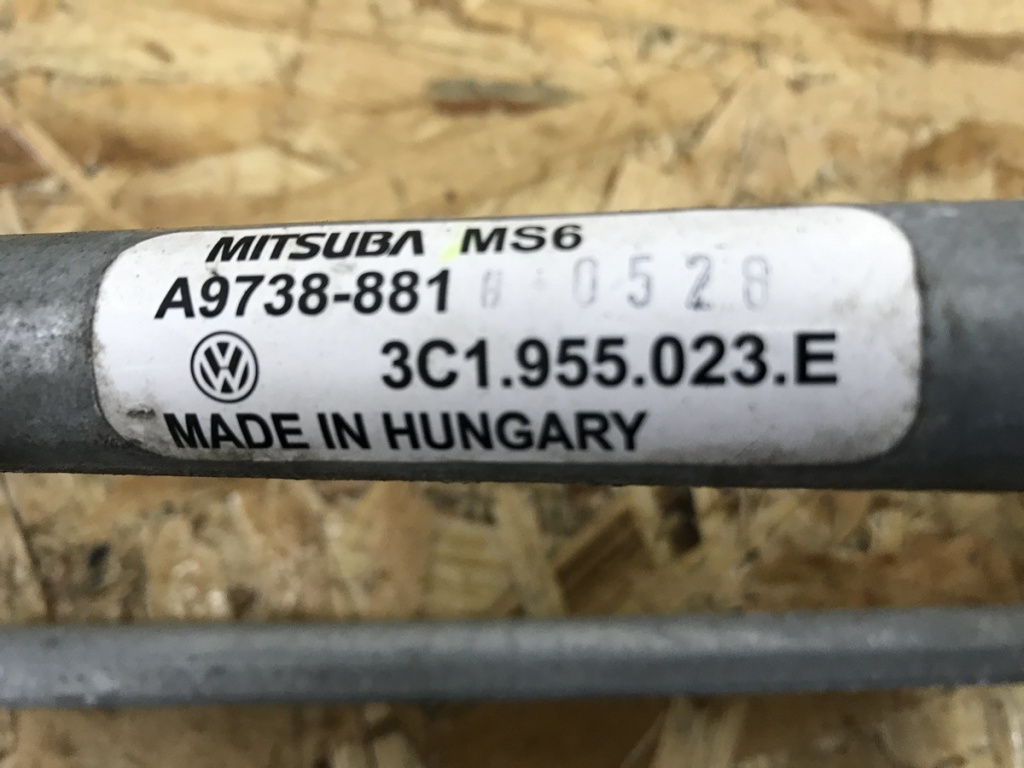 MITSUBA MS6
A9738-881 0528
3C1.955.023.E
MADE IN HUNGARY